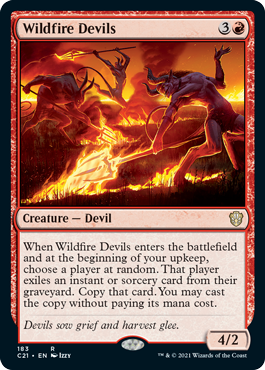 Wildfire Devils 3
Creature — Devil
When Wildfire Devils enters the battlefield
and at the beginning of your upkeep,
choose a player at random. That player
exiles an instant or sorcery card from
their graveyard. Copy that card. You may cast
the copy without paying its mana cost.
Devils sow grief and harvest glee.
4/2
183 R
C21 • EN Izzy
™ & © 2021 Wizards of the Coast